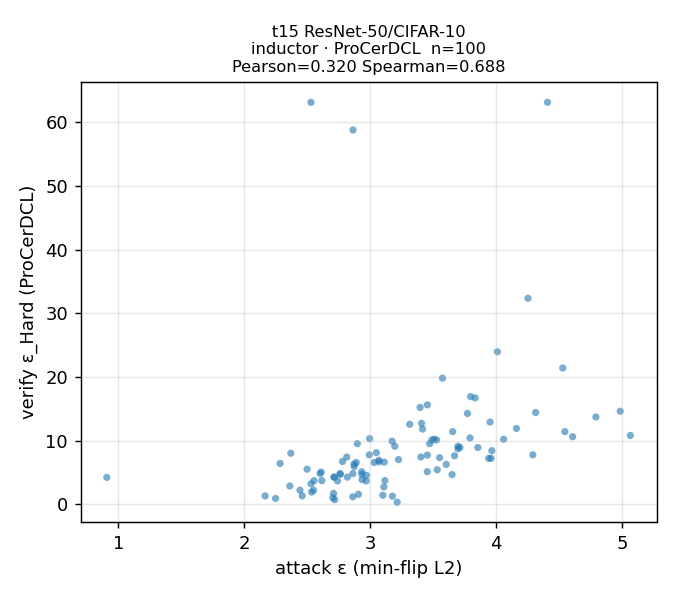 t15 ResNet-50/CIFAR-10
inductor · ProCerDCL  n=100
Pearson=0.320 Spearman=0.688
verify ε_Hard (ProCerDCL)
60
50
40
30
20
10
0
1 2 3 4 5
attack ε (min-flip L2)